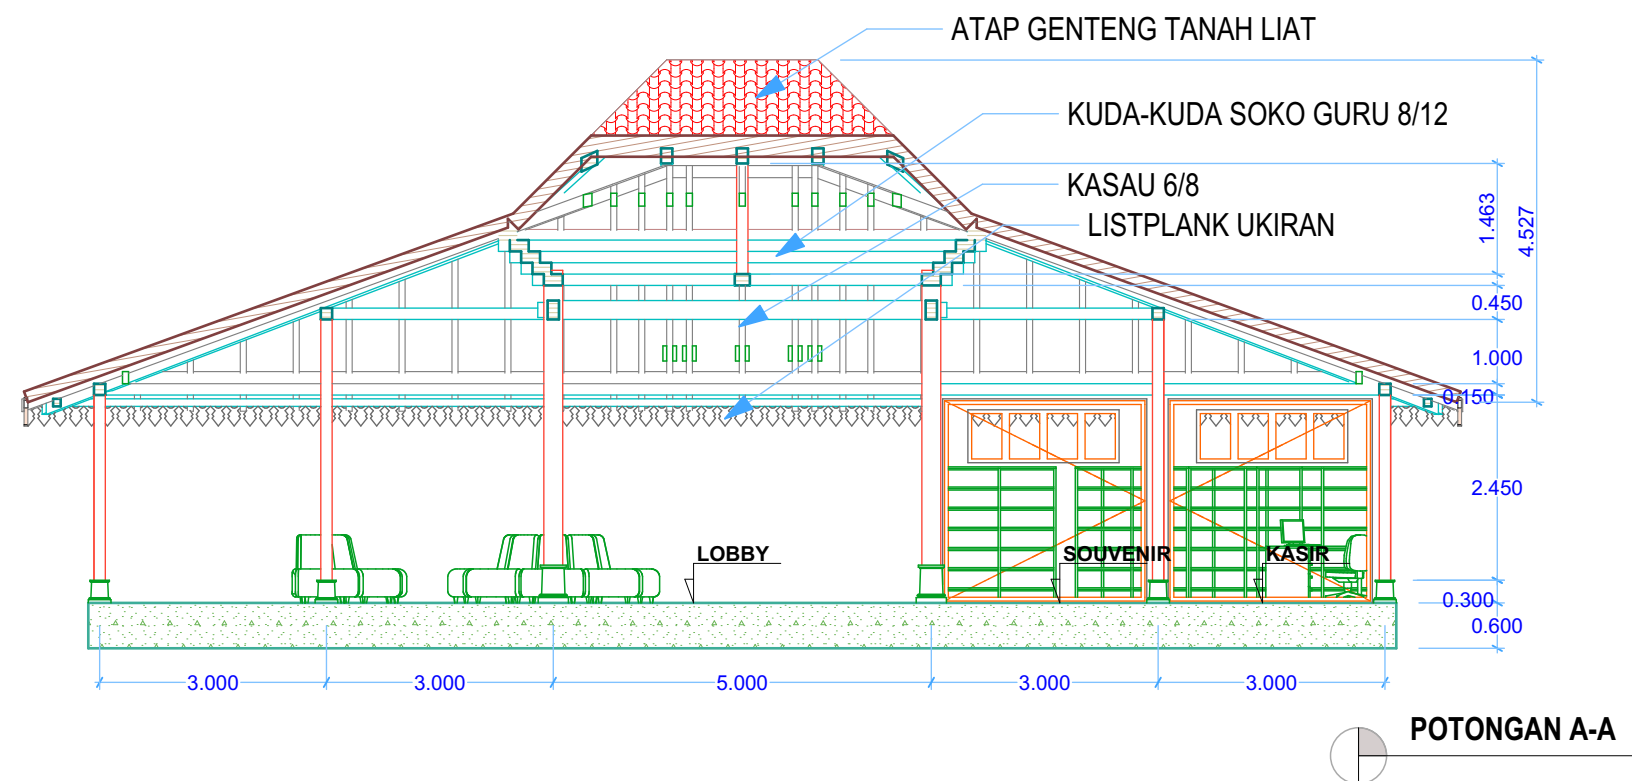 ATAP GENTENG TANAH LIAT
KUDA-KUDA SOKO GURU 8/12
KASAU 6/8
LISTPLANK UKIRAN
1.463
4.527
0.450
1.000
0.150
2.450
LOBBY
SOUVENIR
KASIR
0.300
0.600
3.000
3.000
5.000
3.000
3.000
POTONGAN A-A